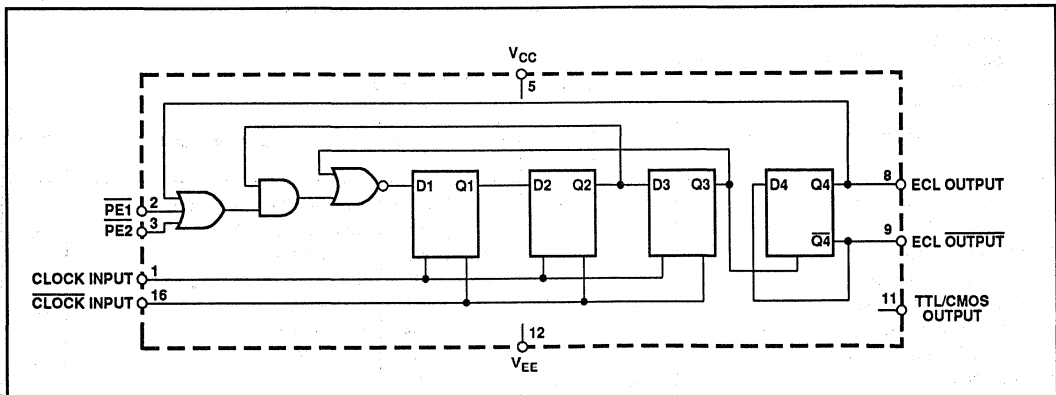 VCC
5
D1 Q1
D2 Q2
D3 Q3
D4 Q4
Q4
8 ECL OUTPUT
PE1 2
PE2 3
9 ECL OUTPUT
CLOCK INPUT 1
CLOCK INPUT 16
11 TTL/CMOS
OUTPUT
12
VEE